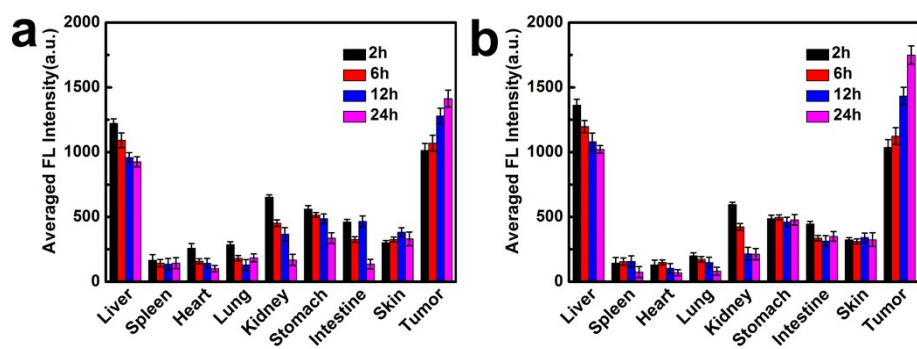 a
Averaged FL Intensity(a.u.)
2000
1500
1000
500
0
2h
6h
12h
24h
Liver
Spleen
Heart
Lung
Kidney
Stomach
Intestine
Skin
Tumor
b
Averaged FL Intensity(a.u.)
2000
1500
1000
500
0
2h
6h
12h
24h
Liver
Spleen
Heart
Lung
Kidney
Stomach
Intestine
Skin
Tumor